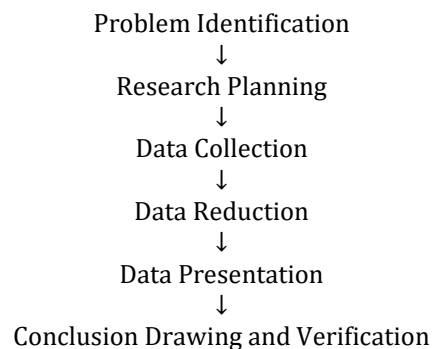 Problem Identification
↓
Research Planning
↓
Data Collection
↓
Data Reduction
↓
Data Presentation
↓
Conclusion Drawing and Verification